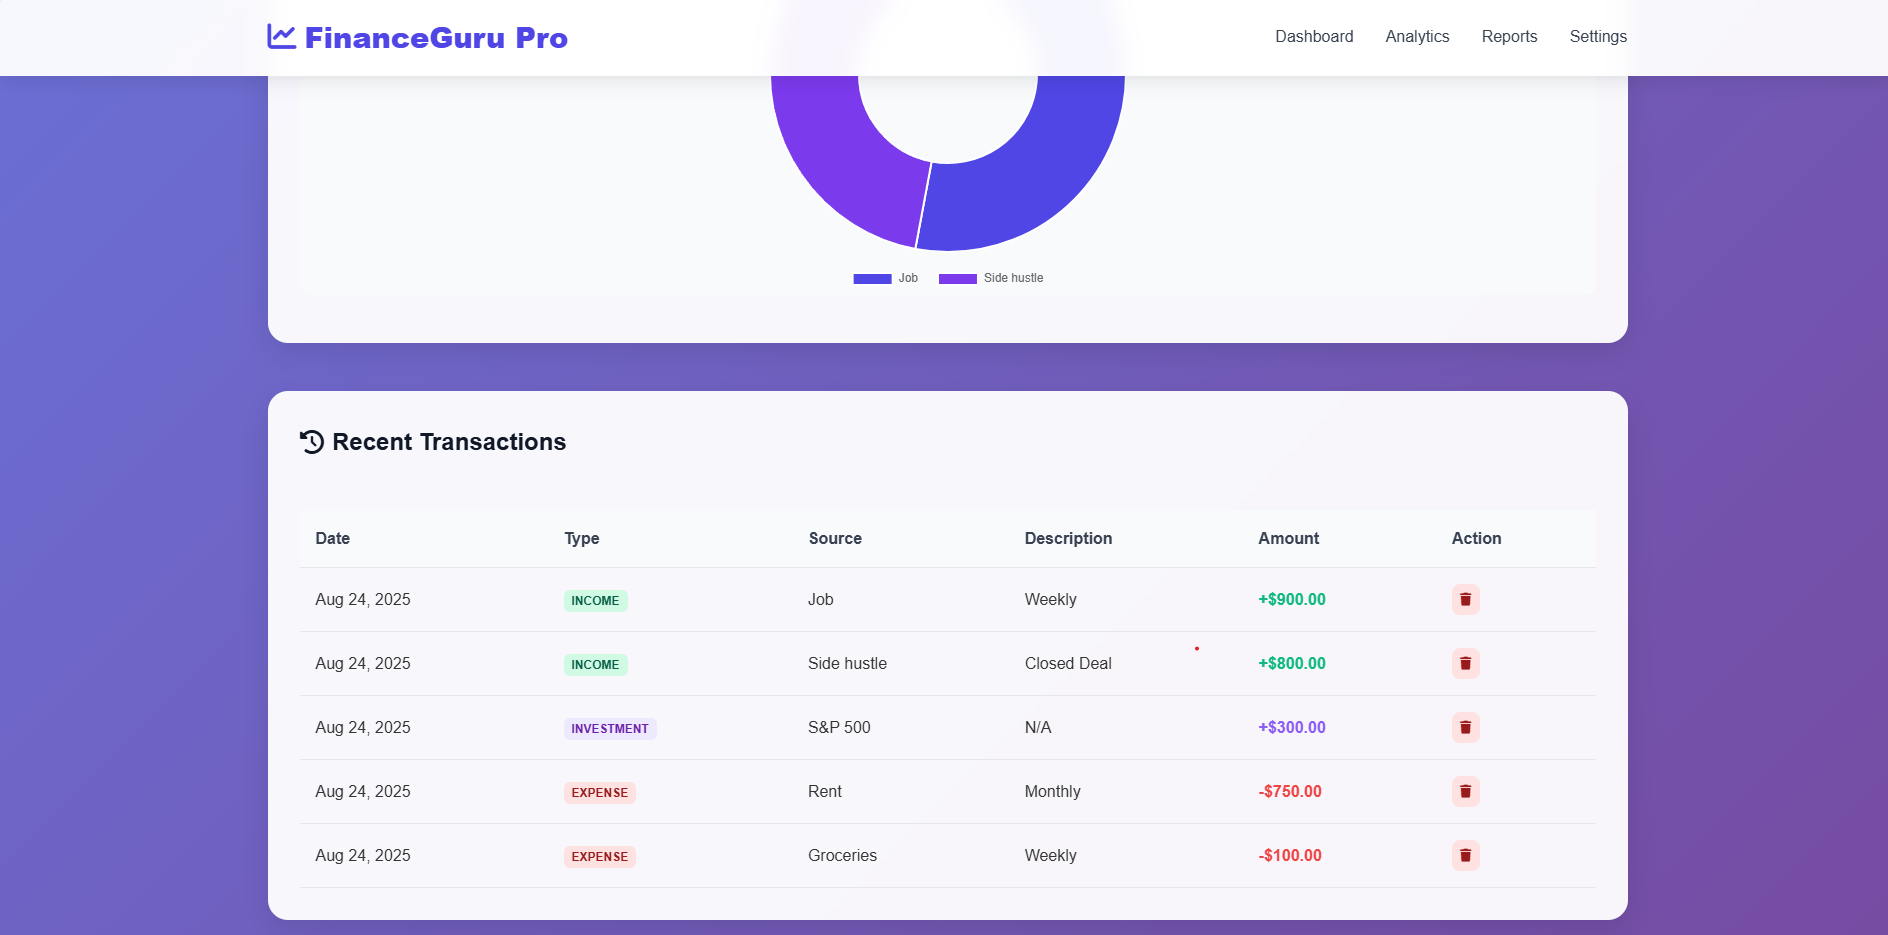 FinanceGuru Pro
Dashboard Analytics Reports Settings
Job Side hustle
Recent Transactions
Date Type Source Description Amount Action
Aug 24, 2025 INCOME Job Weekly +$900.00
Aug 24, 2025 INCOME Side hustle Closed Deal +$800.00
Aug 24, 2025 INVESTMENT S&P 500 N/A +$300.00
Aug 24, 2025 EXPENSE Rent Monthly -$750.00
Aug 24, 2025 EXPENSE Groceries Weekly -$100.00